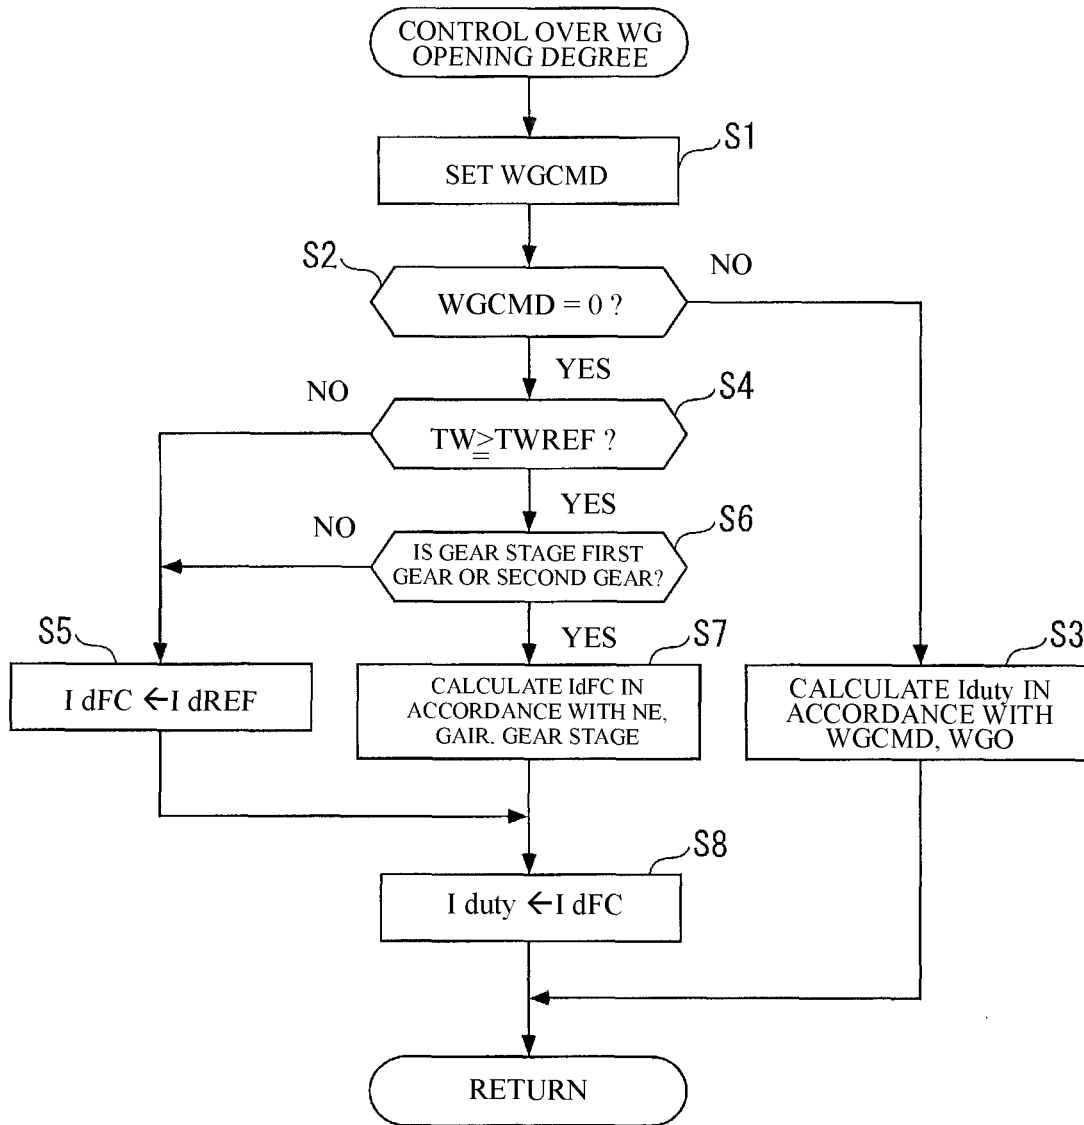 CONTROL OVER WG
OPENING DEGREE
S1
SET WGCMD
S2
NO
WGCMD = 0 ?
YES
NO
S4
TW≧TWREF ?
YES
NO
S6
IS GEAR STAGE FIRST
GEAR OR SECOND GEAR?
YES
S5
S7
S3
I dFC ←I dREF
CALCULATE IdFC IN
ACCORDANCE WITH NE,
GAIR. GEAR STAGE
CALCULATE Iduty IN
ACCORDANCE WITH
WGCMD, WGO
S8
I duty ←I dFC
RETURN